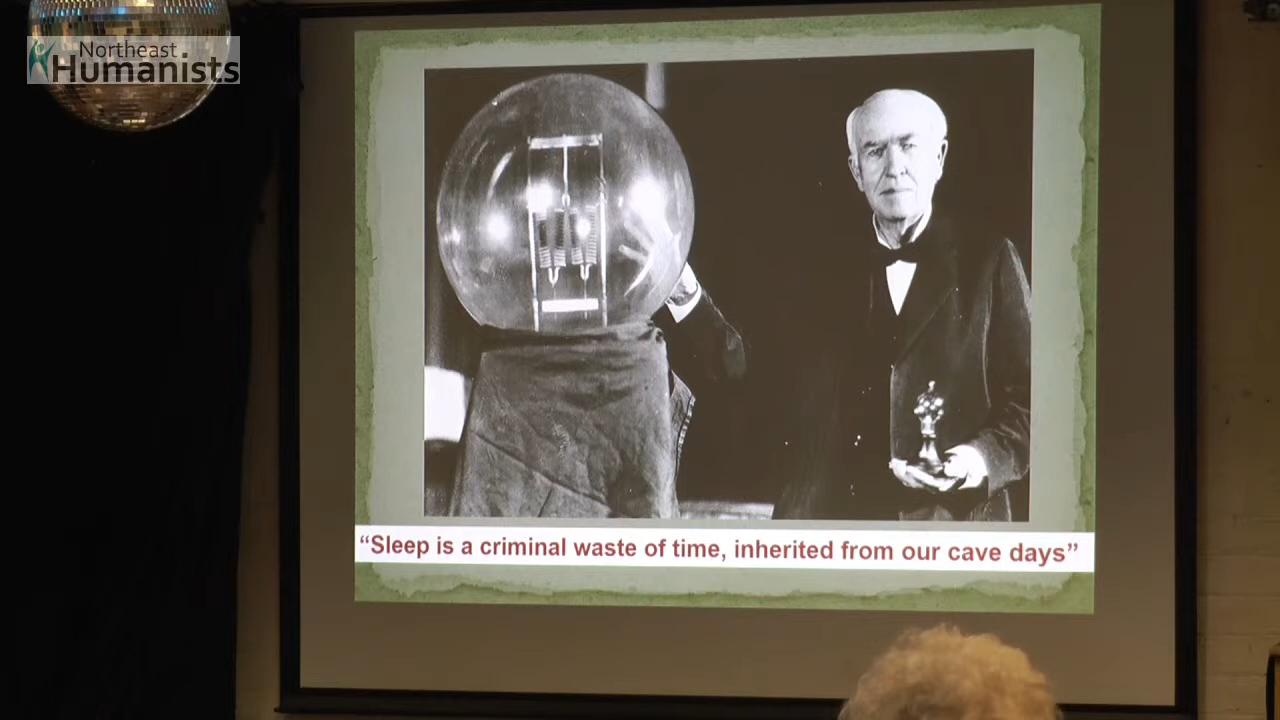 Northeast
Humanists
“Sleep is a criminal waste of time, inherited from our cave days”